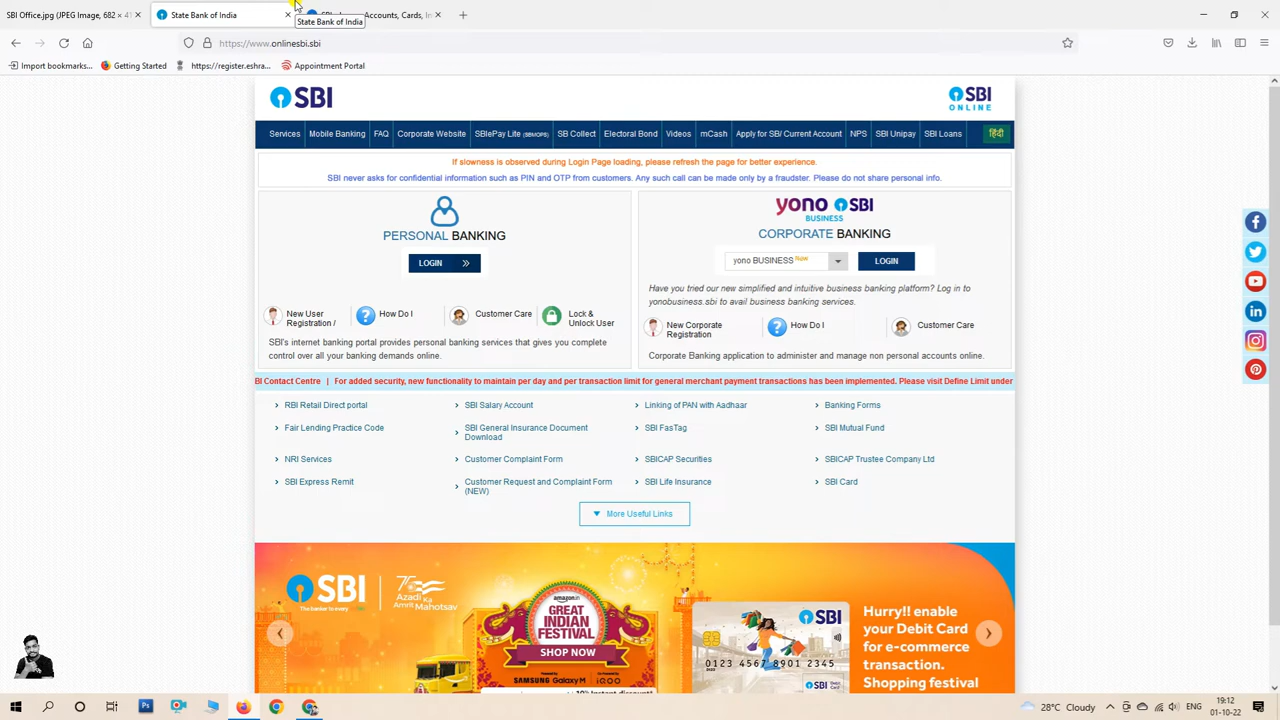 SBI Office.jpg (JPEG Image, 682 × 41
State Bank of India
Accounts, Cards, In
State Bank of India
https://www.onlinesbi.sbi
Import bookmarks...
Getting Started
https://register.eshra...
Appointment Portal
SBI
SBI
ONLINE
Services
Mobile Banking
FAQ
Corporate Website
SBIePay Lite (SBMOPS)
SB Collect
Electoral Bond
Videos
mCash
Apply for SB/ Current Account
NPS
SBI Unipay
SBI Loans
हिंदी
If slowness is observed during Login Page loading, please refresh the page for better experience.
SBI never asks for confidential information such as PIN and OTP from customers. Any such call can be made only by a fraudster. Please do not share personal info.
PERSONAL BANKING
LOGIN
New User
Registration /
How Do I
Customer Care
Lock &
Unlock User
SBI's internet banking portal provides personal banking services that gives you complete
control over all your banking demands online.
yono SBI
BUSINESS
CORPORATE BANKING
yono BUSINESS New
LOGIN
Have you tried our new simplified and intuitive business banking platform? Log in to
yonobusiness.sbi to avail business banking services.
New Corporate
Registration
How Do I
Customer Care
Corporate Banking application to administer and manage non personal accounts online.
BI Contact Centre | For added security, new functionality to maintain per day and per transaction limit for general merchant payment transactions has been implemented. Please visit Define Limit under
RBI Retail Direct portal
SBI Salary Account
Linking of PAN with Aadhaar
Banking Forms
Fair Lending Practice Code
SBI General Insurance Document
Download
SBI FasTag
SBI Mutual Fund
NRI Services
Customer Complaint Form
SBICAP Securities
SBICAP Trustee Company Ltd
SBI Express Remit
Customer Request and Complaint Form
(NEW)
SBI Life Insurance
SBI Card
More Useful Links
SBI
The banker to every
75
Azadi Ka
Amrit Mahotsav
amazon.in
GREAT
INDIAN
FESTIVAL
SHOP NOW
SAMSUNG Galaxy M
iQOO
10% Instant discount
SBI
0123 4567 8901 2345
SBI
Hurry!! enable
your Debit Card
for e-commerce
transaction.
Shopping festival
28°C Cloudy
19:12
01-10-22